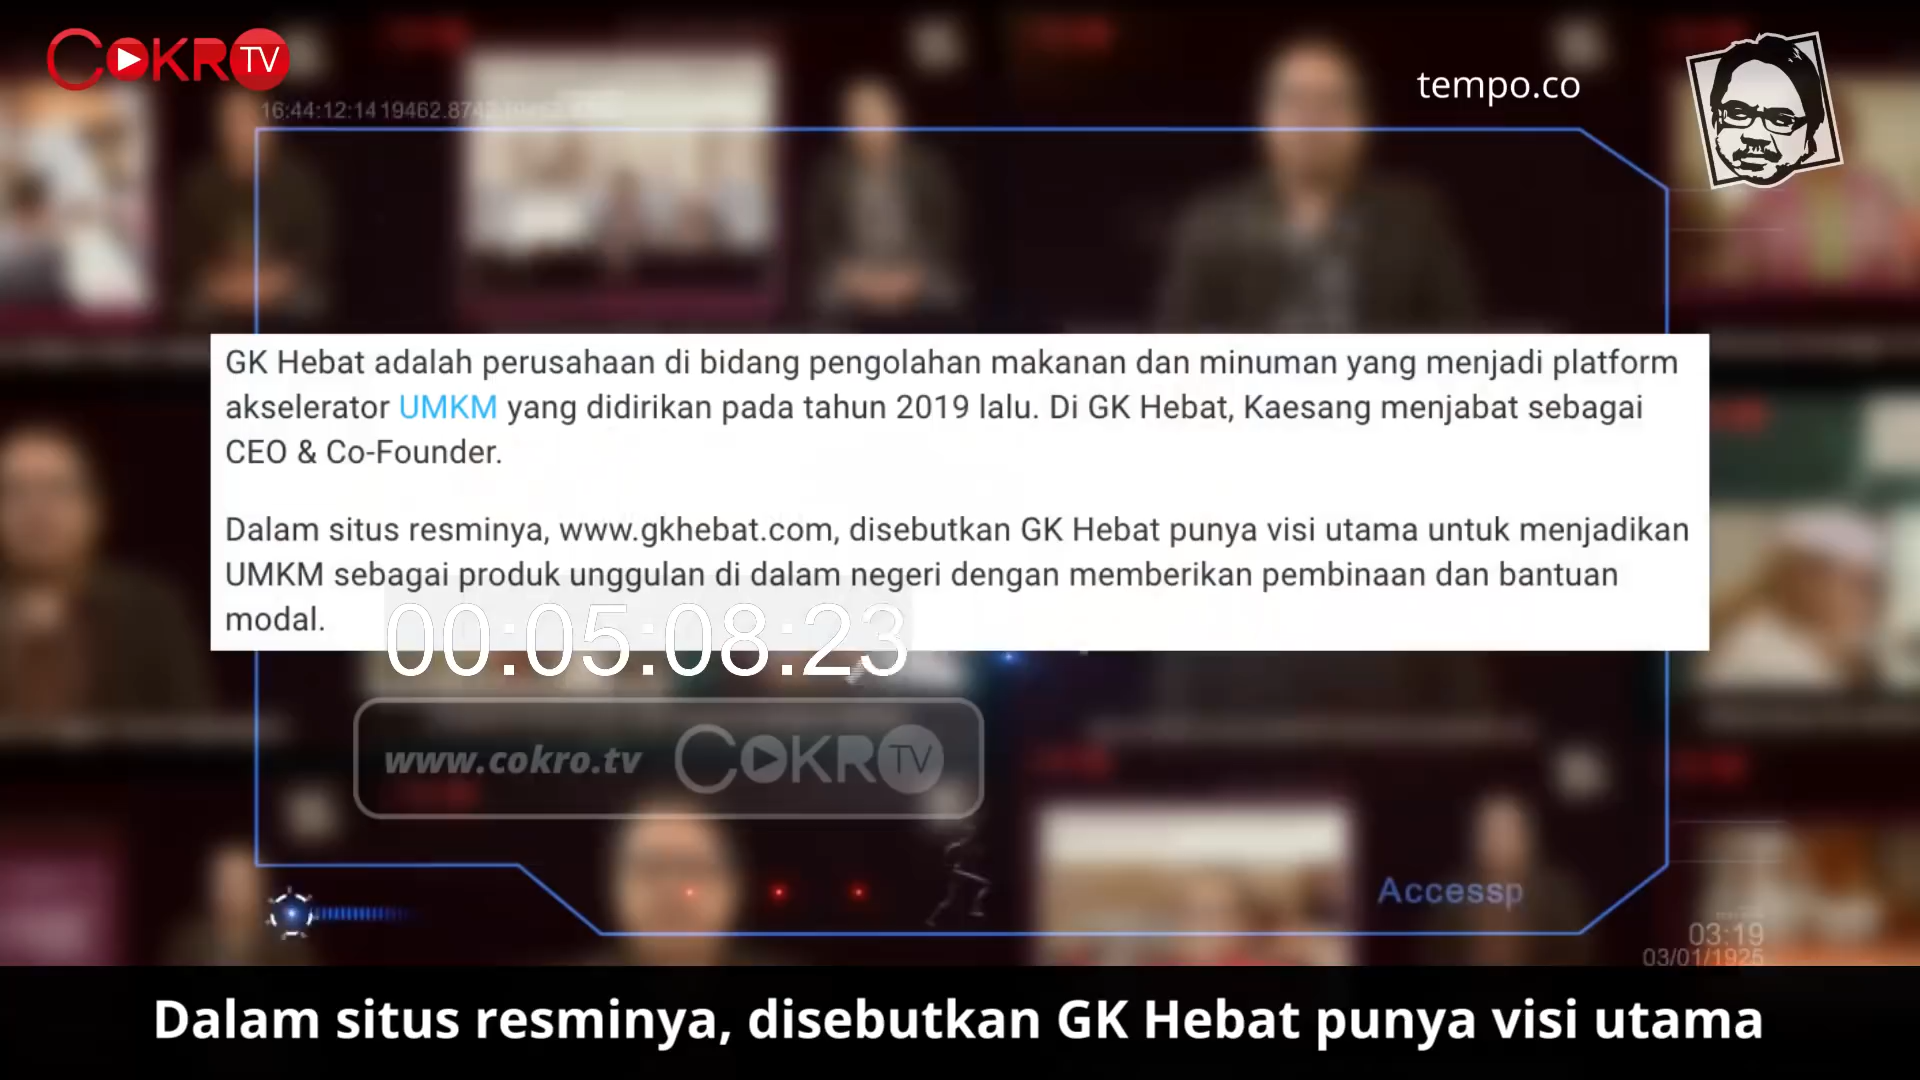 COKRO TV
tempo.co
16:44:12:14 19462.874
GK Hebat adalah perusahaan di bidang pengolahan makanan dan minuman yang menjadi platform
akselerator UMKM yang didirikan pada tahun 2019 lalu. Di GK Hebat, Kaesang menjabat sebagai
CEO & Co-Founder.
Dalam situs resminya, www.gkhebat.com, disebutkan GK Hebat punya visi utama untuk menjadikan
UMKM sebagai produk unggulan di dalam negeri dengan memberikan pembinaan dan bantuan
modal.
00:05:08:23
www.cokro.tv COKRO TV
Accessp
03:19
03/01/1925
Dalam situs resminya, disebutkan GK Hebat punya visi utama